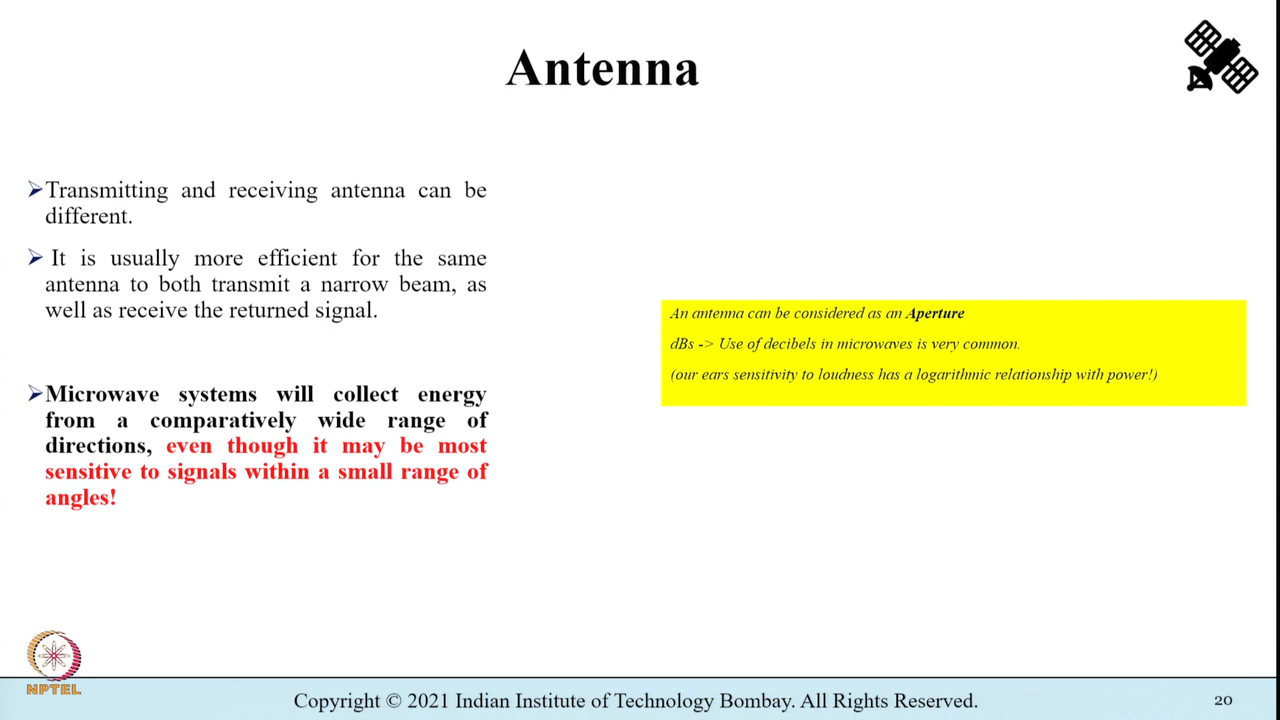 Antenna
➢Transmitting and receiving antenna can be
different.
➢ It is usually more efficient for the same
antenna to both transmit a narrow beam, as
well as receive the returned signal.
➢Microwave systems will collect energy
from a comparatively wide range of
directions, even though it may be most
sensitive to signals within a small range of
angles!
An antenna can be considered as an Aperture
dBs -> Use of decibels in microwaves is very common.
(our ears sensitivity to loudness has a logarithmic relationship with power!)
NPTEL
Copyright © 2021 Indian Institute of Technology Bombay. All Rights Reserved.
20